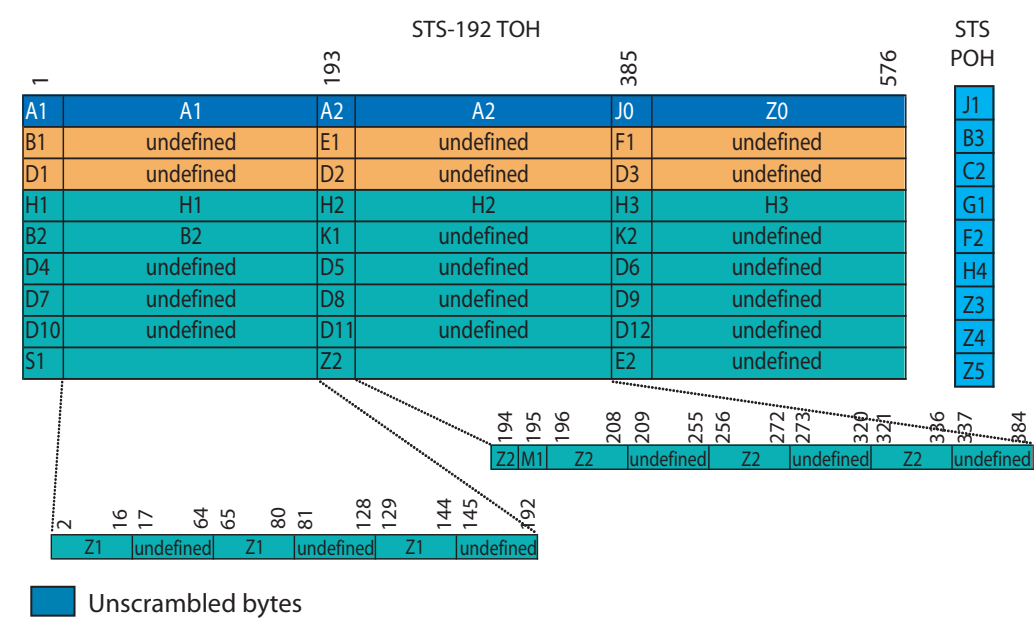 STS-192 TOH
STS
POH
1 193 385 576
A1 A1 A2 A2 J0 Z0
B1 undefined E1 undefined F1 undefined
D1 undefined D2 undefined D3 undefined
H1 H1 H2 H2 H3 H3
B2 B2 K1 undefined K2 undefined
D4 undefined D5 undefined D6 undefined
D7 undefined D8 undefined D9 undefined
D10 undefined D11 undefined D12 undefined
S1 Z2 E2 undefined
J1
B3
C2
G1
F2
H4
Z3
Z4
Z5
194 195 196 208 209 255 256 272 273 320 321 336 337 384
Z2 M1 Z2 undefined Z2 undefined Z2 undefined
2 16 17 64 65 80 81 128 129 144 145 192
Z1 undefined Z1 undefined Z1 undefined
Unscrambled bytes